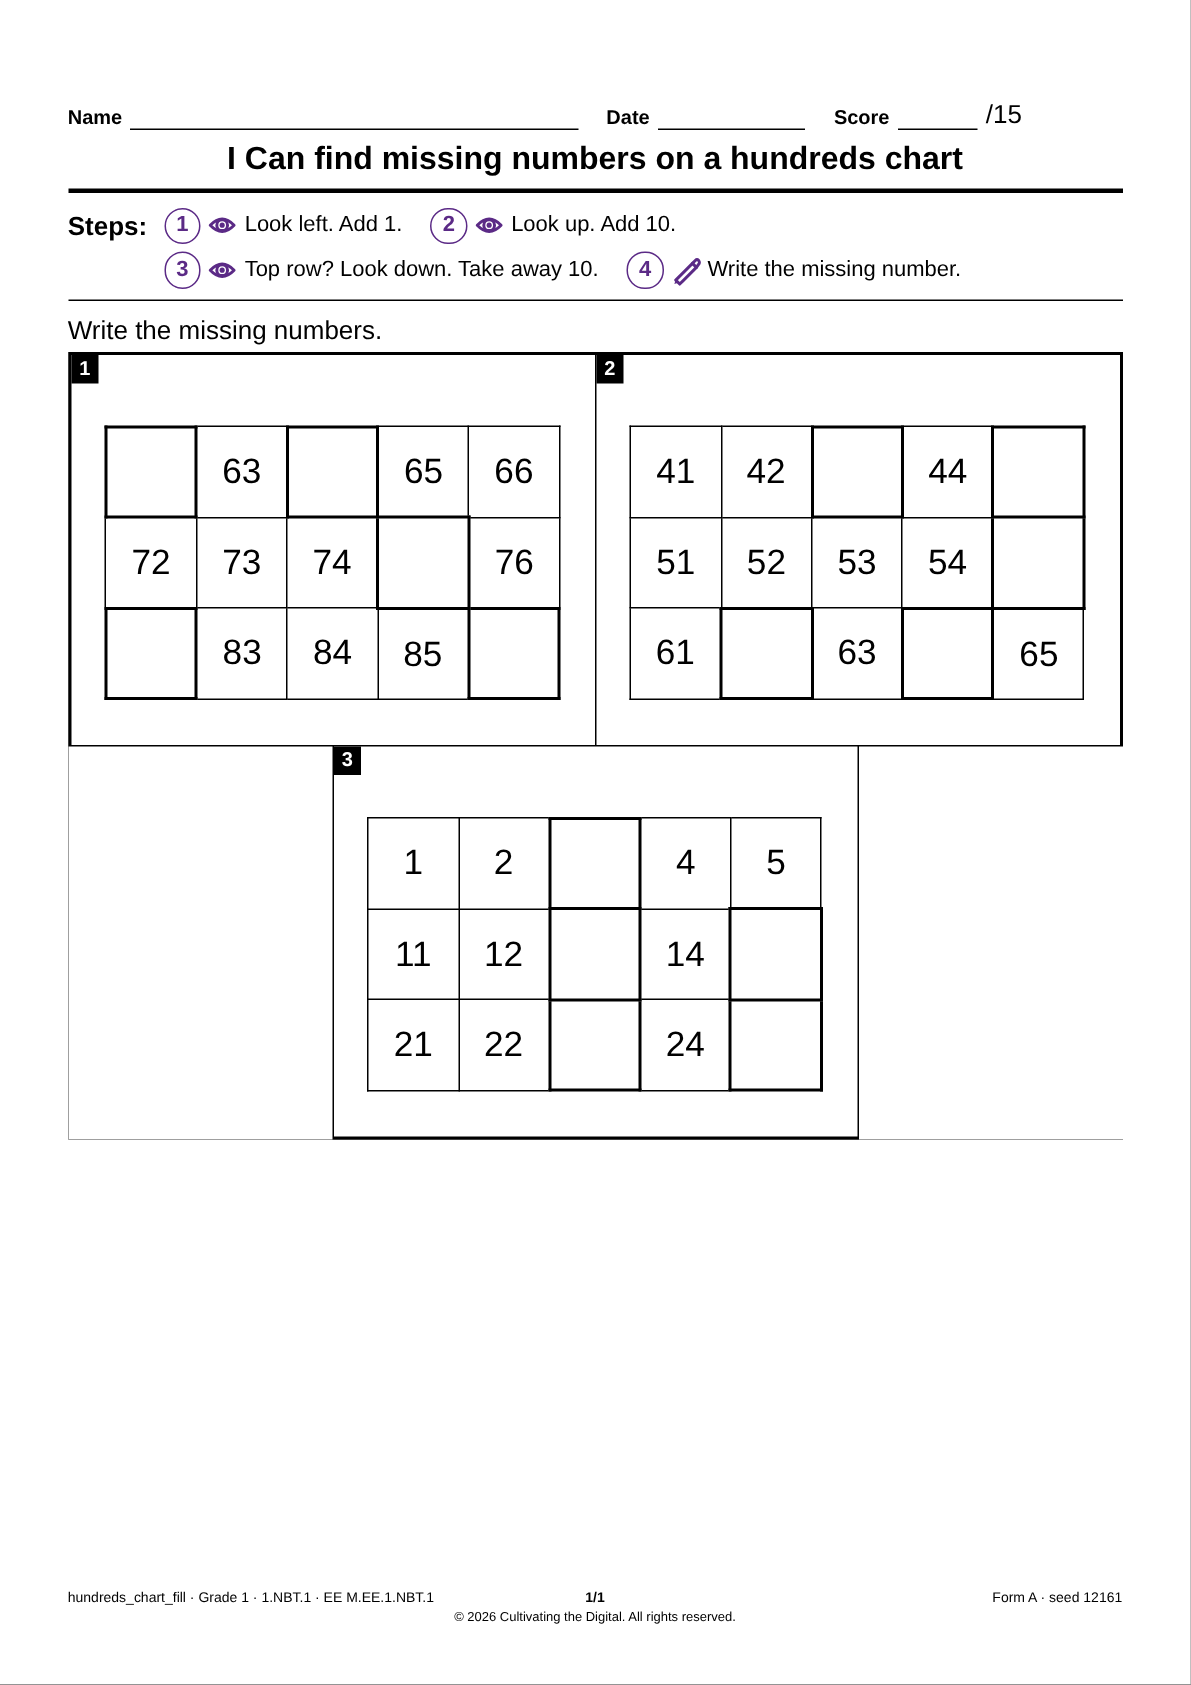 Name Date Score /15
I Can find missing numbers on a hundreds chart
Steps: 1 Look left. Add 1. 2 Look up. Add 10.
3 Top row? Look down. Take away 10. 4 Write the missing number.
Write the missing numbers.
1
63 65 66
72 73 74 76
83 84 85
2
41 42 44
51 52 53 54
61 63 65
3
1 2 4 5
11 12 14
21 22 24
hundreds_chart_fill · Grade 1 · 1.NBT.1 · EE M.EE.1.NBT.1 1/1 Form A · seed 12161
© 2026 Cultivating the Digital. All rights reserved.